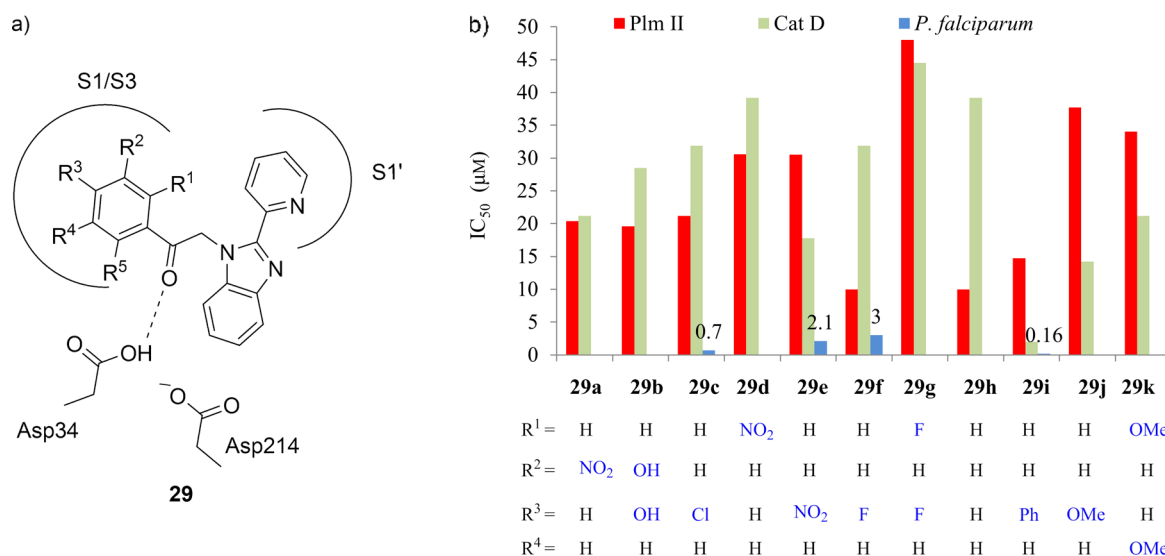 a)
S1/S3
R2
R3
R1
R4
R5
N
S1'
N
N
O
OH
O
Asp34
−O
O
Asp214
29
b)
Plm II Cat D P. falciparum
IC50 (μM)
50
45
40
35
30
25
20
15
10
5
0
0.7 2.1 3 0.16
29a 29b 29c 29d 29e 29f 29g 29h 29i 29j 29k
R1 = H H H NO2 H H F H H H OMe
R2 = NO2 OH H H H H H H H H H
R3 = H OH Cl H NO2 F F H Ph OMe H
R4 = H H H H H H H H H H OMe